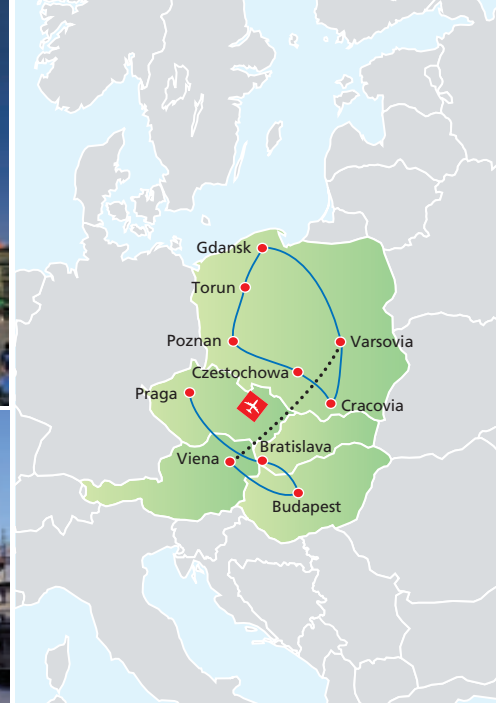 Gdansk
Torun
Poznan
Varsovia
Czestochowa
Praga
Cracovia
Bratislava
Viena
Budapest